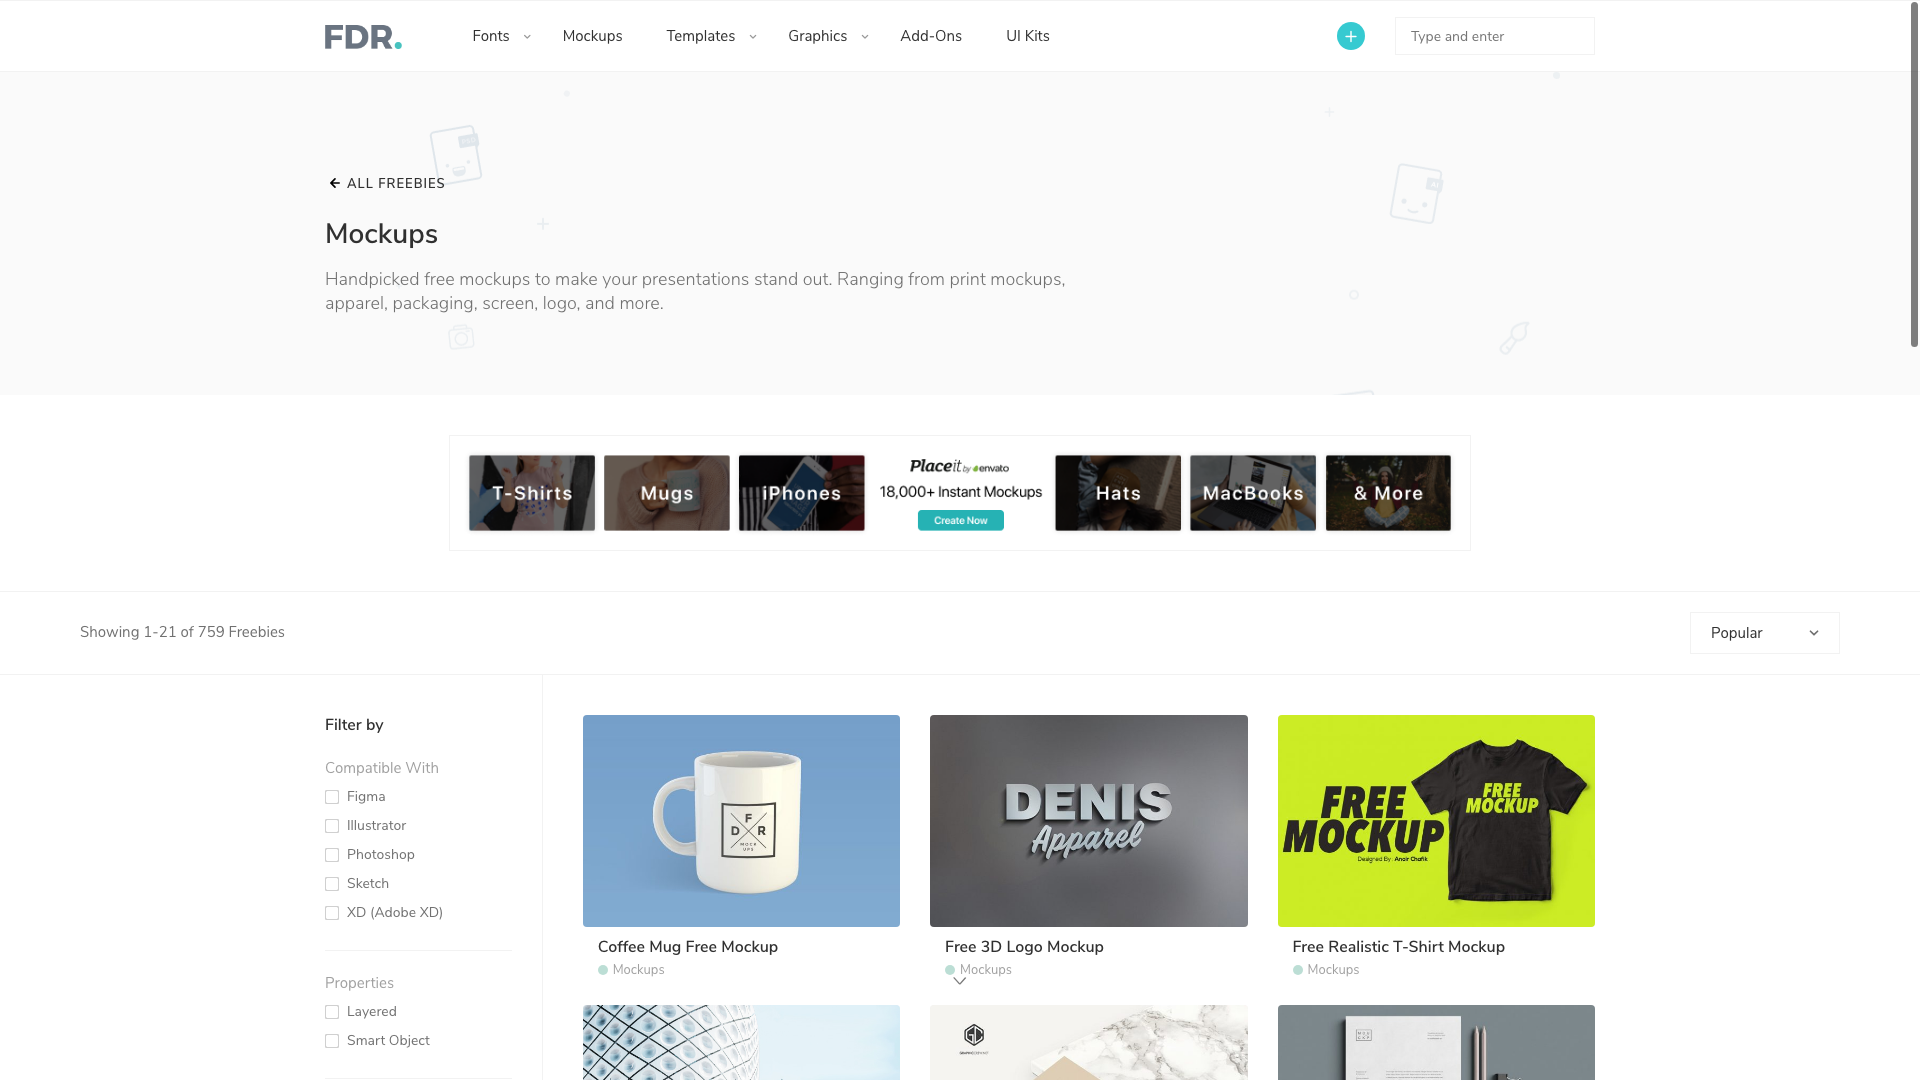 FDR.
Fonts
Mockups
Templates
Graphics
Add-Ons
UI Kits
Type and enter
ALL FREEBIES
Mockups
Handpicked free mockups to make your presentations stand out. Ranging from print mockups,
apparel, packaging, screen, logo, and more.
T-Shirts
Mugs
iPhones
Placeit by envato
18,000+ Instant Mockups
Create Now
Hats
MacBooks
& More
Showing 1-21 of 759 Freebies
Popular
Filter by
Compatible With
Figma
Illustrator
Photoshop
Sketch
XD (Adobe XD)
Properties
Layered
Smart Object
F
D R
MOCK
UPS
Coffee Mug Free Mockup
Mockups
DENIS
Apparel
Free 3D Logo Mockup
Mockups
FREE
MOCKUP
Designed By: Anoir Chafik
FREE
MOCKUP
Free Realistic T-Shirt Mockup
Mockups